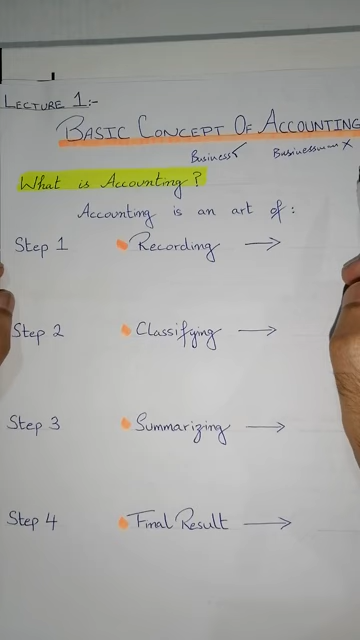 LECTURE 1:-
BASIC CONCEPT OF ACCOUNTING
Business✓ Businessman ×
What is Accounting?
Accounting is an art of:
Step 1 • Recording →
Step 2 • Classifying →
Step 3 • Summarizing →
Step 4 • Final Result →